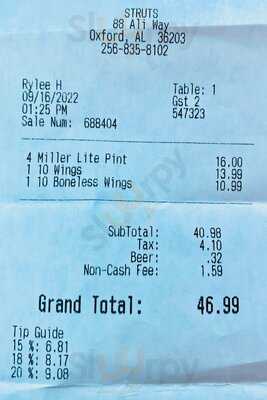 STRUTS
88 Ali Way
Oxford, AL 36203
256-835-8102
Rylee H Table: 1
09/16/2022 Gst 2
01:25 PM 547323
Sale Num: 688404
4 Miller Lite Pint 16.00
1 10 Wings 13.99
1 10 Boneless Wings 10.99
SubTotal: 40.98
Tax: 4.10
Beer: .32
Non-Cash Fee: 1.59
Grand Total: 46.99
Tip Guide
15 %: 6.81
18 %: 8.17
20 %: 9.08